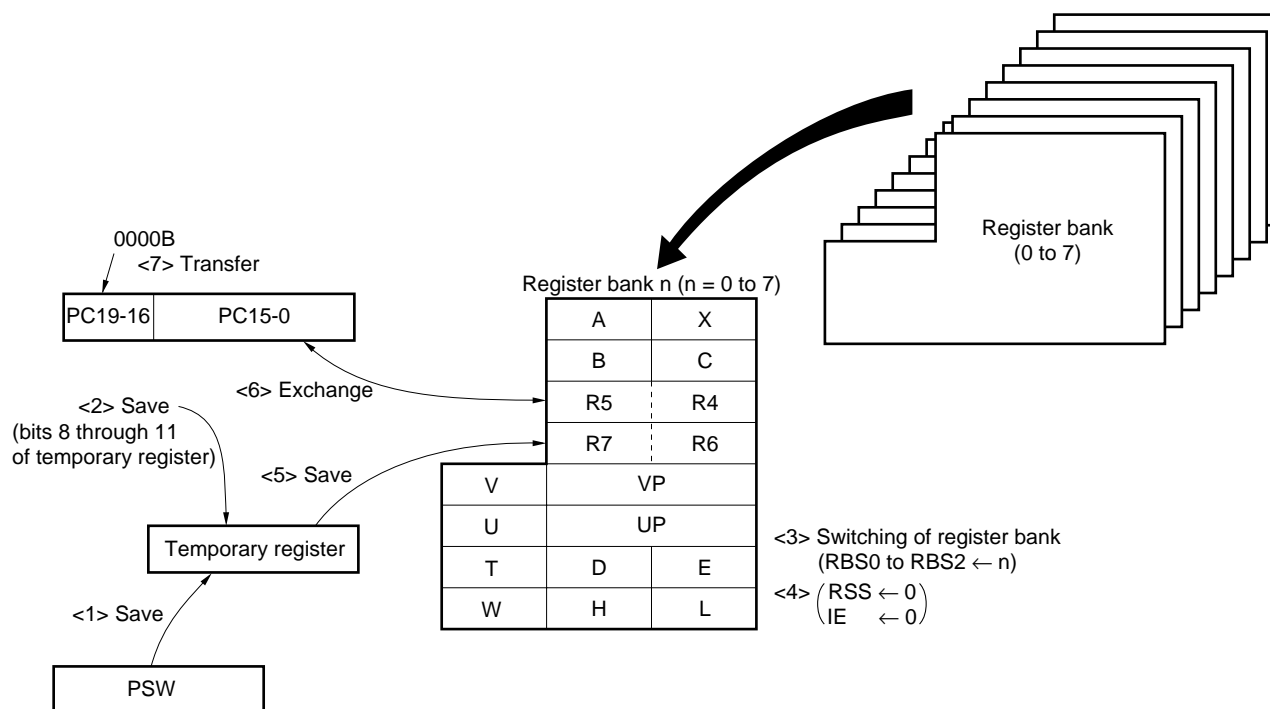 Register bank
(0 to 7)
0000B
<7> Transfer
PC19-16 PC15-0
Register bank n (n = 0 to 7)
A X
B C
<6> Exchange
R5 R4
<2> Save
(bits 8 through 11
of temporary register)
R7 R6
<5> Save
V VP
U UP
Temporary register
<3> Switching of register bank
(RBS0 to RBS2 ← n)
T D E
<4> (RSS ← 0
IE ← 0)
W H L
<1> Save
PSW